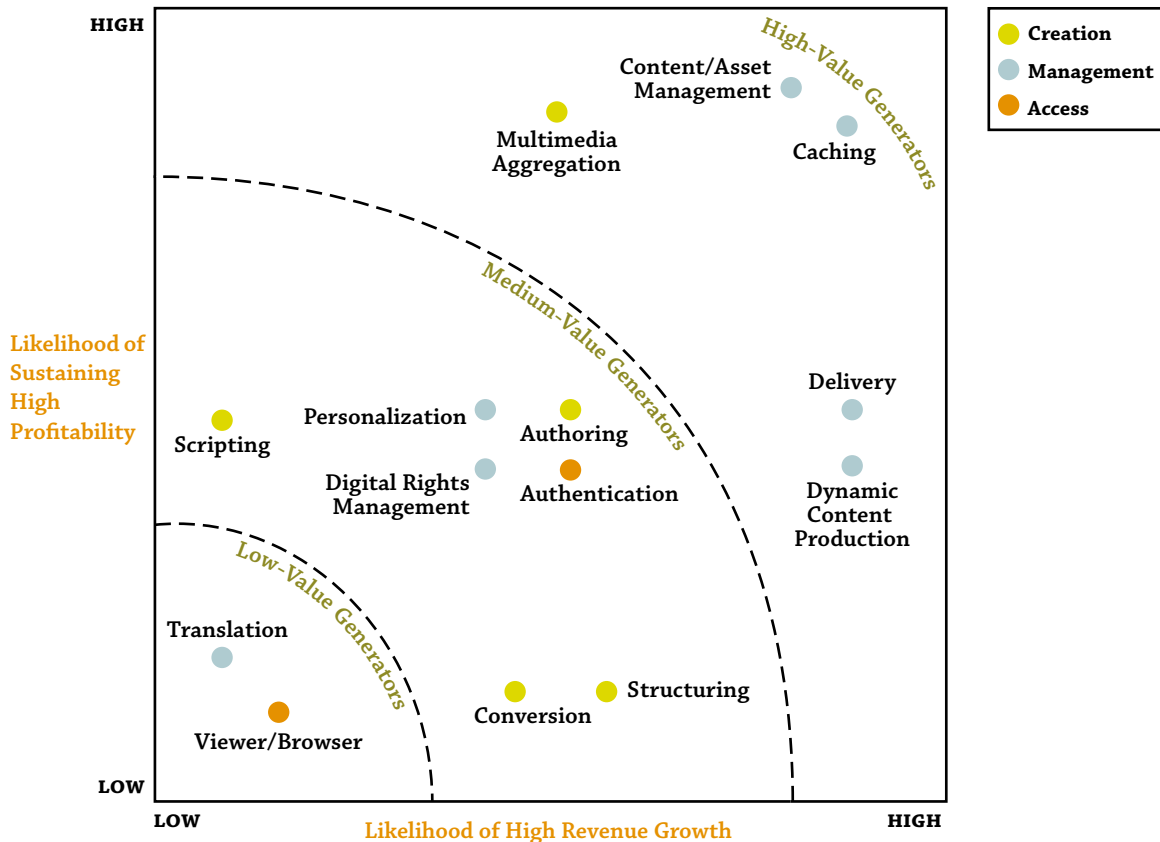 HIGH
High-Value Generators
Creation
Management
Access
Content/Asset
Management
Caching
Multimedia
Aggregation
Medium-Value Generators
Likelihood of
Sustaining
High
Profitability
Delivery
Personalization
Authoring
Scripting
Digital Rights
Management
Authentication
Dynamic
Content
Production
Low-Value Generators
Translation
Structuring
Conversion
Viewer/Browser
LOW
LOW
Likelihood of High Revenue Growth
HIGH